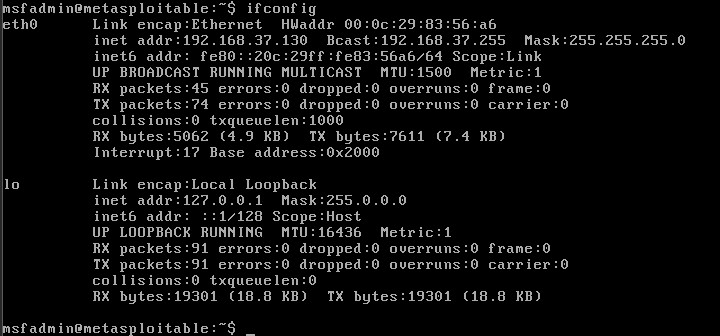 msfadmin@metasploitable:~$ ifconfig
eth0      Link encap:Ethernet  HWaddr 00:0c:29:83:56:a6
          inet addr:192.168.37.130  Bcast:192.168.37.255  Mask:255.255.255.0
          inet6 addr: fe80::20c:29ff:fe83:56a6/64 Scope:Link
          UP BROADCAST RUNNING MULTICAST  MTU:1500  Metric:1
          RX packets:45 errors:0 dropped:0 overruns:0 frame:0
          TX packets:74 errors:0 dropped:0 overruns:0 carrier:0
          collisions:0 txqueuelen:1000
          RX bytes:5062 (4.9 KB)  TX bytes:7611 (7.4 KB)
          Interrupt:17 Base address:0x2000
lo        Link encap:Local Loopback
          inet addr:127.0.0.1  Mask:255.0.0.0
          inet6 addr: ::1/128 Scope:Host
          UP LOOPBACK RUNNING  MTU:16436  Metric:1
          RX packets:91 errors:0 dropped:0 overruns:0 frame:0
          TX packets:91 errors:0 dropped:0 overruns:0 carrier:0
          collisions:0 txqueuelen:0
          RX bytes:19301 (18.8 KB)  TX bytes:19301 (18.8 KB)
msfadmin@metasploitable:~$ _